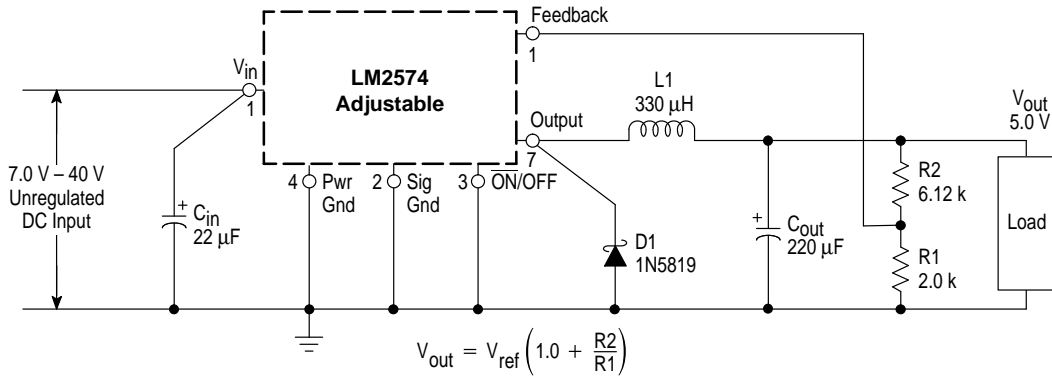 Feedback
1
LM2574
Adjustable
Vin
1
Output
7
L1
330 µH
Vout
5.0 V
7.0 V – 40 V
Unregulated
DC Input
4 Pwr
Gnd
2 Sig
Gnd
3 ON/OFF
Cin
22 µF
+
D1
1N5819
+
Cout
220 µF
R2
6.12 k
R1
2.0 k
Load
Vout = Vref (1.0 + R2/R1)